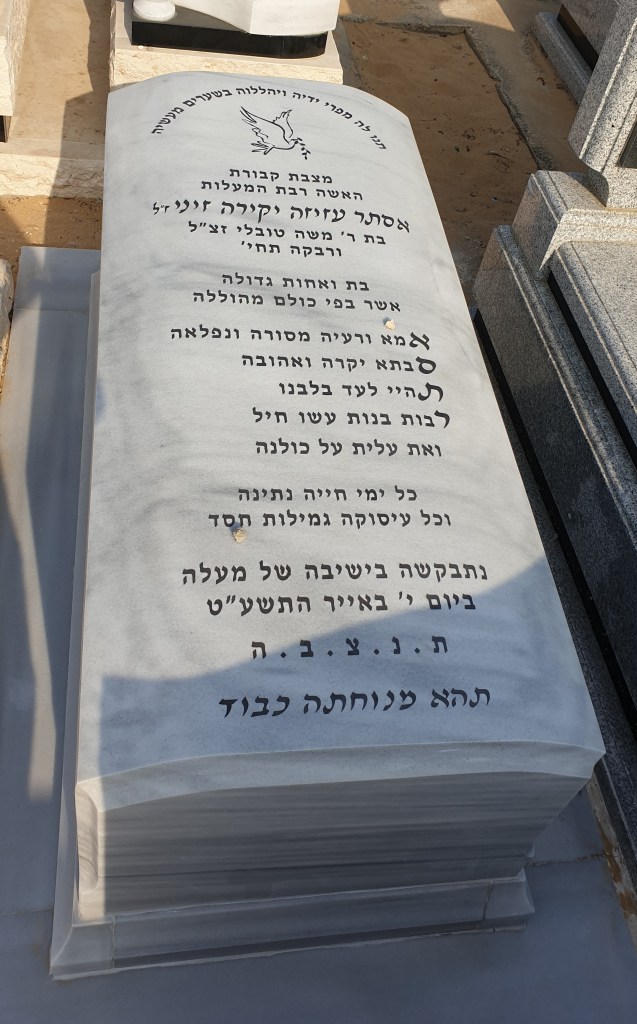 תנו לה מפרי ידיה ויהללוה בשערים מעשיה
מצבת קבורת
האשה רבת המעלות
אסתר עזיזה יקירה זיני ז״ל
בת ר׳ משה טובלי זצ״ל
ורבקה תחי׳
בת ואחות גדולה
אשר בפי כולם מהוללה
אמא ורעיה מסורה ונפלאה
סבתא יקרה ואהובה
תהיי לעד בלבנו
רבות בנות עשו חיל
ואת עלית על כולנה
כל ימי חייה נתינה
וכל עיסוקה גמילות חסד
נתבקשה בישיבה של מעלה
ביום י׳ באייר התשע״ט
ת.נ.צ.ב.ה
תהא מנוחתה כבוד